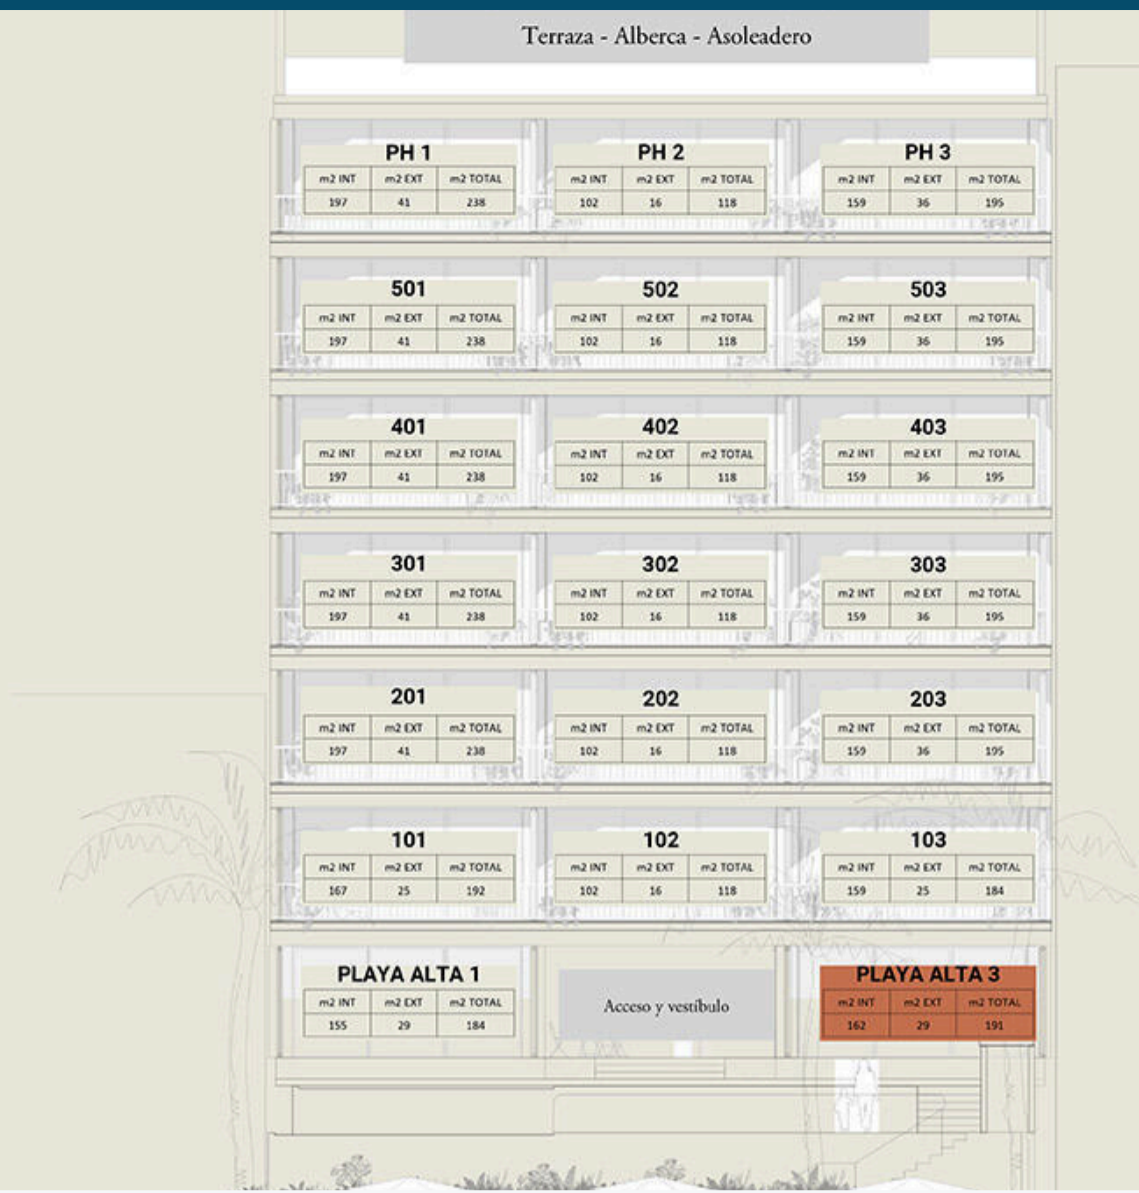 Terraza - Alberca - Asoleadero
PH 1 PH 2 PH 3
m2 INT m2 EXT m2 TOTAL m2 INT m2 EXT m2 TOTAL m2 INT m2 EXT m2 TOTAL
197 41 238 102 16 118 159 36 195
501 502 503
m2 INT m2 EXT m2 TOTAL m2 INT m2 EXT m2 TOTAL m2 INT m2 EXT m2 TOTAL
197 41 238 102 16 118 159 36 195
401 402 403
m2 INT m2 EXT m2 TOTAL m2 INT m2 EXT m2 TOTAL m2 INT m2 EXT m2 TOTAL
197 41 238 102 16 118 159 36 195
301 302 303
m2 INT m2 EXT m2 TOTAL m2 INT m2 EXT m2 TOTAL m2 INT m2 EXT m2 TOTAL
197 41 238 102 16 118 159 36 195
201 202 203
m2 INT m2 EXT m2 TOTAL m2 INT m2 EXT m2 TOTAL m2 INT m2 EXT m2 TOTAL
197 41 238 102 16 118 159 36 195
101 102 103
m2 INT m2 EXT m2 TOTAL m2 INT m2 EXT m2 TOTAL m2 INT m2 EXT m2 TOTAL
167 25 192 102 16 118 159 25 184
PLAYA ALTA 1 PLAYA ALTA 3
m2 INT m2 EXT m2 TOTAL Acceso y vestíbulo m2 INT m2 EXT m2 TOTAL
155 29 184 162 29 191